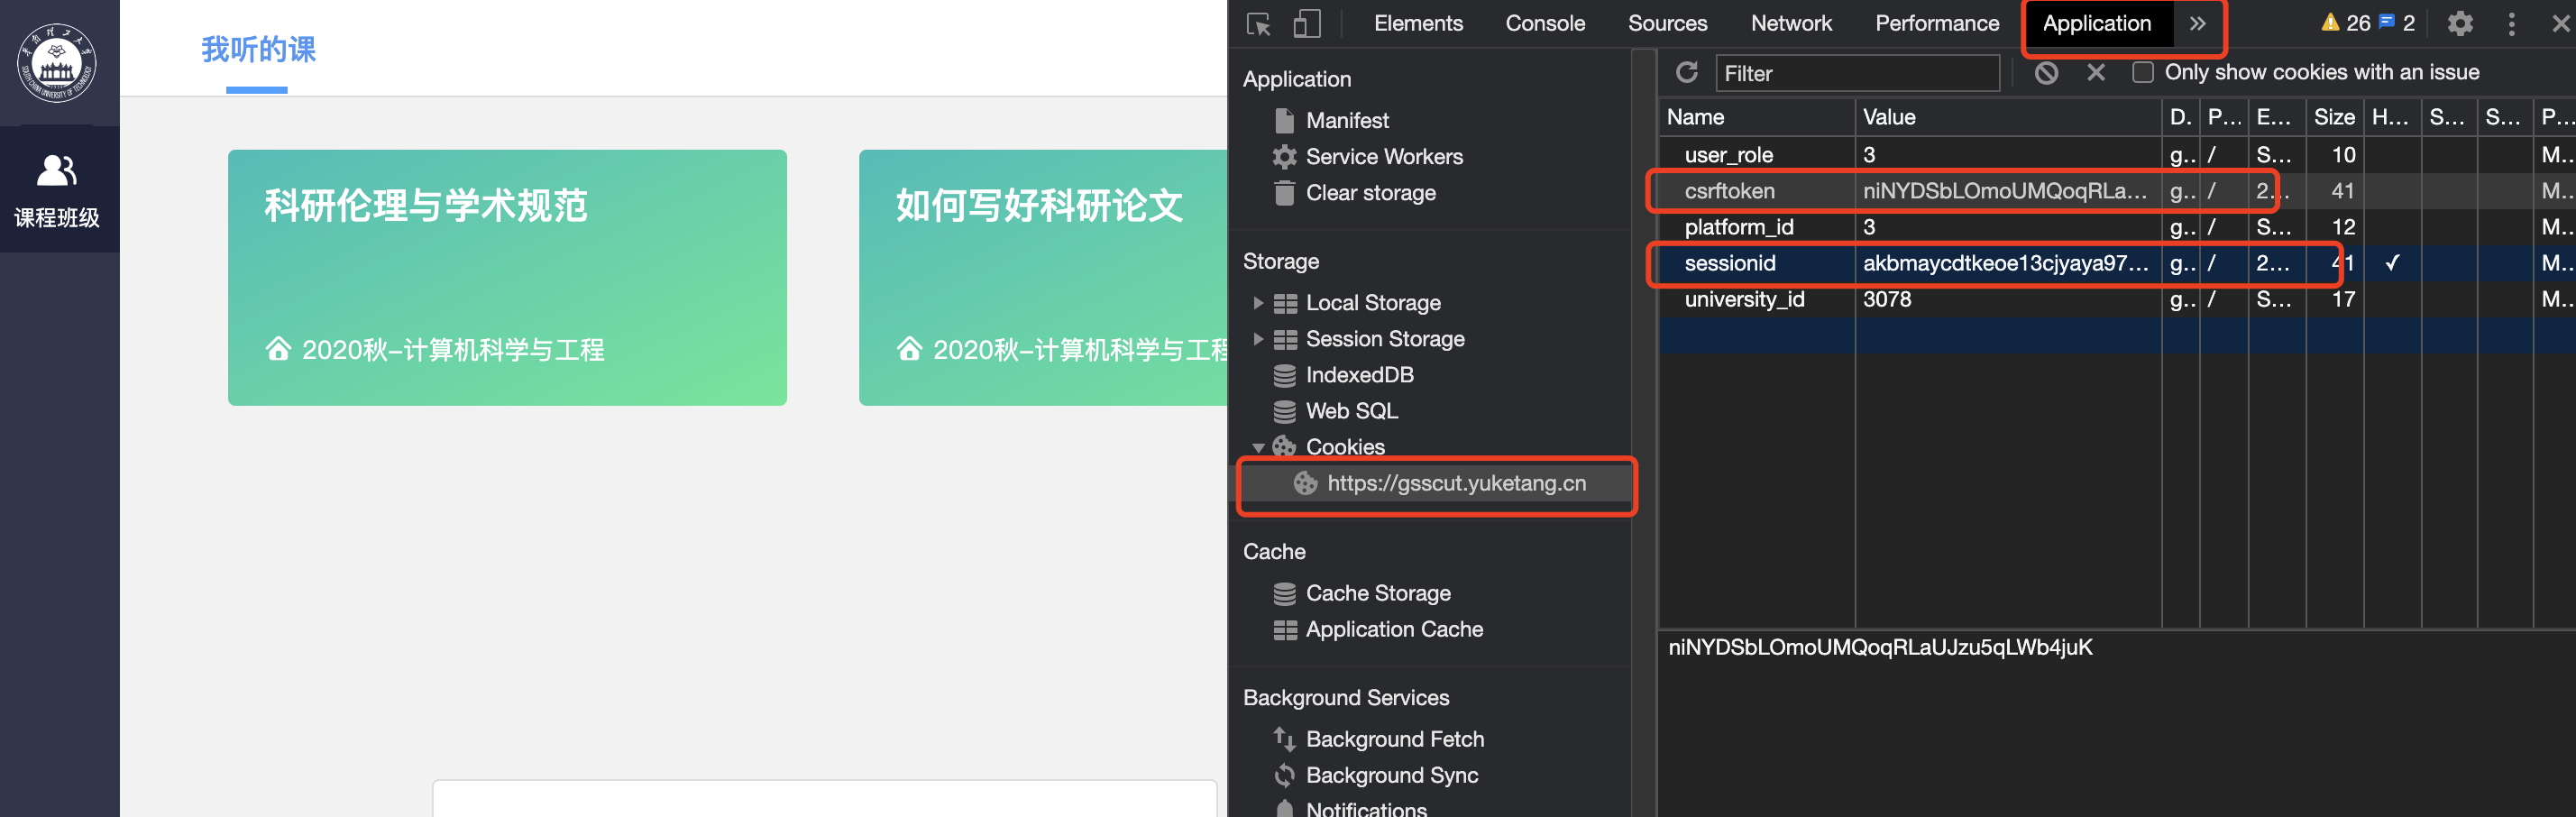 SOUTH CHINA UNIVERSITY OF TECHNOLOGY
课程班级
我听的课
科研伦理与学术规范
2020秋-计算机科学与工程
如何写好科研论文
2020秋-计算机科学与工程
Elements Console Sources Network Performance Application » 26 2
Application
Manifest
Service Workers
Clear storage
Storage
Local Storage
Session Storage
IndexedDB
Web SQL
Cookies
https://gsscut.yuketang.cn
Cache
Cache Storage
Application Cache
Background Services
Background Fetch
Background Sync
Notifications
Filter Only show cookies with an issue
Name Value D. P... E... Size H... S... S... P...
user_role 3 g.. / S... 10 M..
csrftoken niNYDSbLOmoUMQoqRLa... g.. / 2... 41 M..
platform_id 3 g.. / S... 12 M..
sessionid akbmaycdtkeoe13cjyaya97... g.. / 2... 41 ✓ M..
university_id 3078 g.. / S... 17 M..
niNYDSbLOmoUMQoqRLaUJzu5qLWb4juK